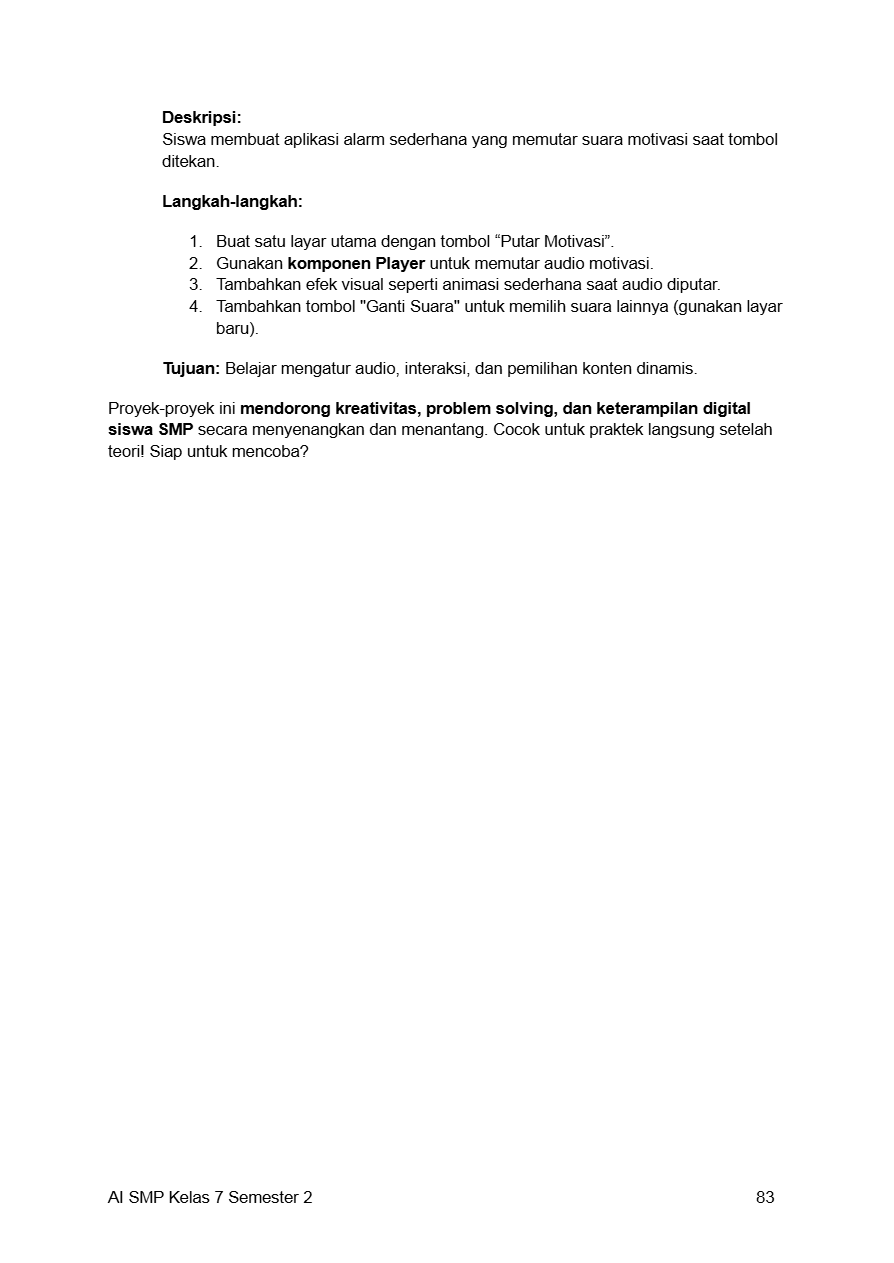 Deskripsi:
Siswa membuat aplikasi alarm sederhana yang memutar suara motivasi saat tombol
ditekan.
Langkah-langkah:
1. Buat satu layar utama dengan tombol “Putar Motivasi”.
2. Gunakan komponen Player untuk memutar audio motivasi.
3. Tambahkan efek visual seperti animasi sederhana saat audio diputar.
4. Tambahkan tombol "Ganti Suara" untuk memilih suara lainnya (gunakan layar
baru).
Tujuan: Belajar mengatur audio, interaksi, dan pemilihan konten dinamis.
Proyek-proyek ini mendorong kreativitas, problem solving, dan keterampilan digital
siswa SMP secara menyenangkan dan menantang. Cocok untuk praktek langsung setelah
teori! Siap untuk mencoba?
AI SMP Kelas 7 Semester 2 83